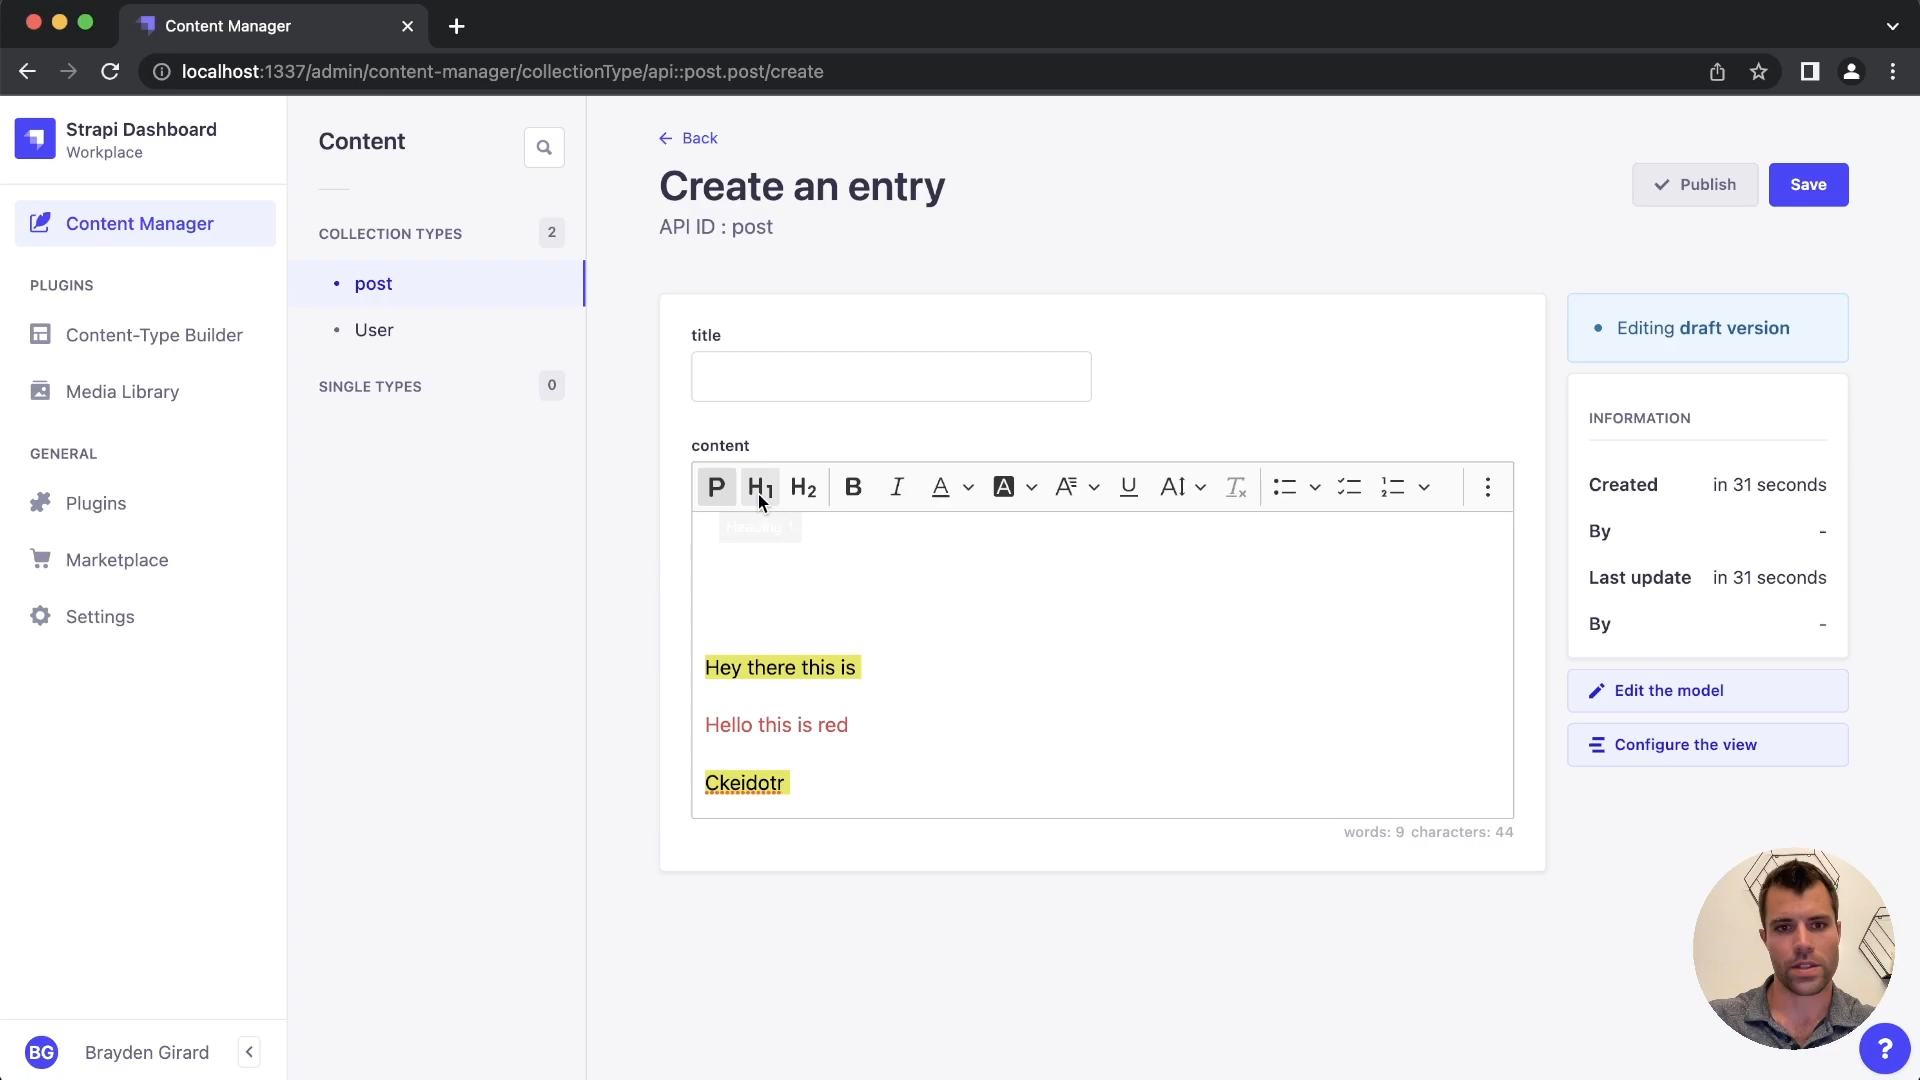 Content Manager
localhost:1337/admin/content-manager/collectionType/api::post.post/create
Strapi Dashboard
Workplace
Content Manager
PLUGINS
Content-Type Builder
Media Library
GENERAL
Plugins
Marketplace
Settings
BG
Brayden Girard
Content
COLLECTION TYPES
2
post
User
SINGLE TYPES
0
Back
Create an entry
API ID : post
Publish
Save
title
content
P H1 H2 B I A A A U A Tx
Heading 1
Hey there this is
Hello this is red
Ckeidotr
words: 9 characters: 44
Editing draft version
INFORMATION
Created in 31 seconds
By -
Last update in 31 seconds
By -
Edit the model
Configure the view
?